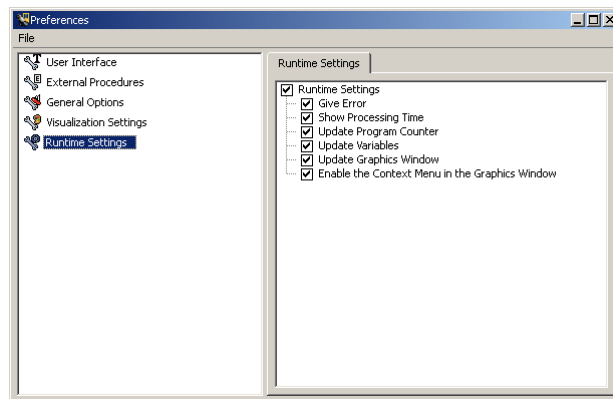 Preferences
File
User Interface
External Procedures
General Options
Visualization Settings
Runtime Settings
Runtime Settings
Runtime Settings
Give Error
Show Processing Time
Update Program Counter
Update Variables
Update Graphics Window
Enable the Context Menu in the Graphics Window